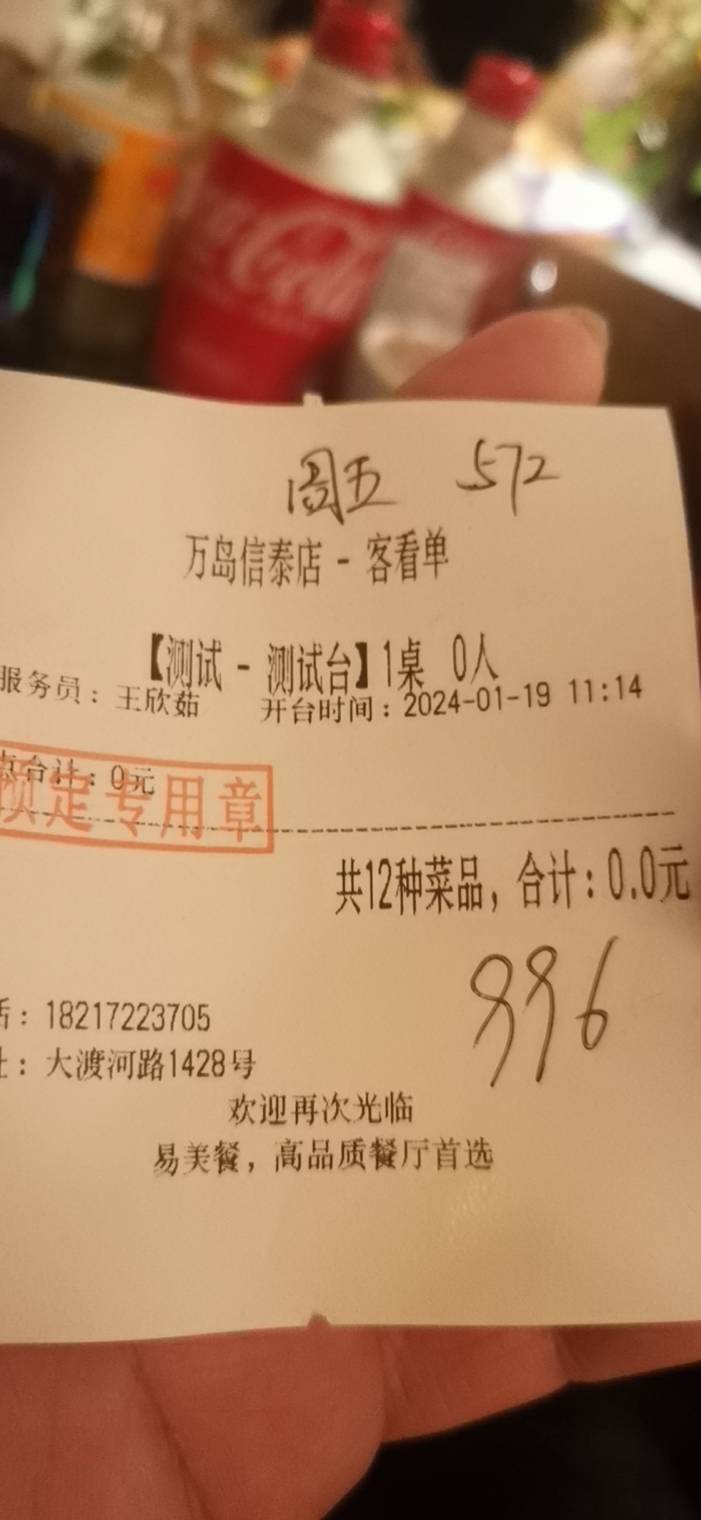 Coca-Cola
周五 572
万岛信泰店 - 客看单
【测试 - 测试台】1桌 0人
服务员：王欣茹 开台时间：2024-01-19 11:14
点合计：0元
预定专用章
共12种菜品，合计：0.0元
996
话：18217223705
址：大渡河路1428号
欢迎再次光临
易美餐，高品质餐厅首选